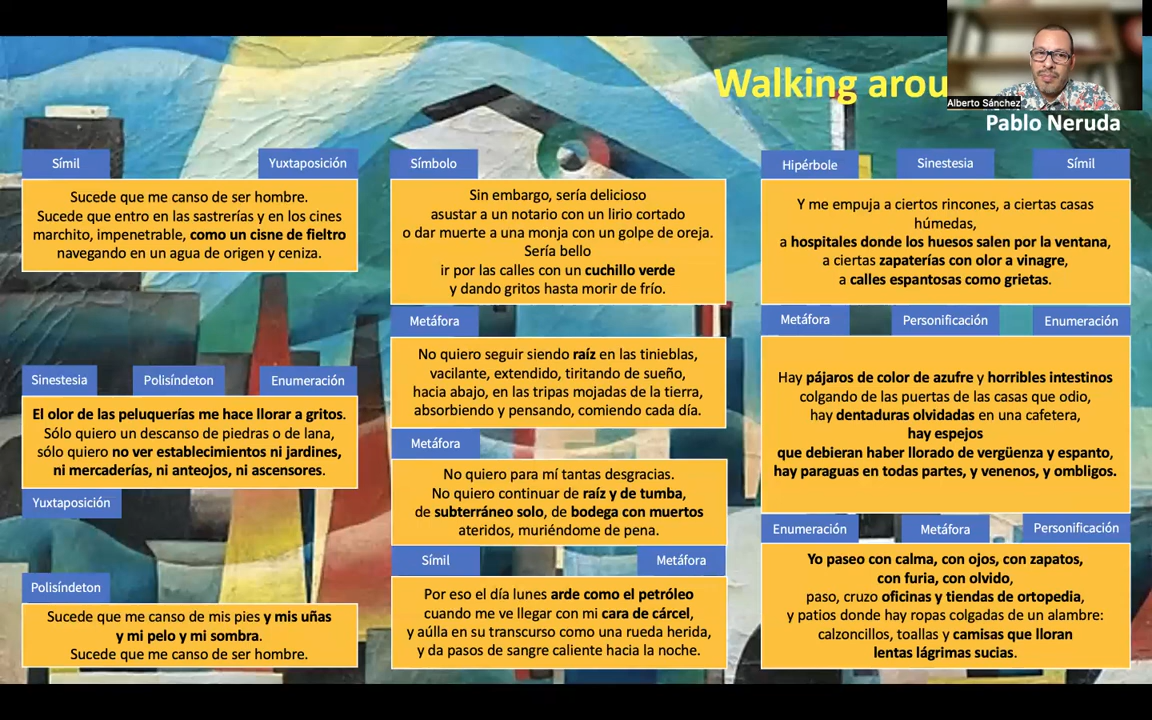 Walking arou
Alberto Sánchez
Pablo Neruda
Símil
Yuxtaposición
Sucede que me canso de ser hombre.
Sucede que entro en las sastrerías y en los cines
marchito, impenetrable, como un cisne de fieltro
navegando en un agua de origen y ceniza.
Sinestesia
Polisíndeton
Enumeración
El olor de las peluquerías me hace llorar a gritos.
Sólo quiero un descanso de piedras o de lana,
sólo quiero no ver establecimientos ni jardines,
ni mercaderías, ni anteojos, ni ascensores.
Yuxtaposición
Polisíndeton
Sucede que me canso de mis pies y mis uñas
y mi pelo y mi sombra.
Sucede que me canso de ser hombre.
Símbolo
Sin embargo, sería delicioso
asustar a un notario con un lirio cortado
o dar muerte a una monja con un golpe de oreja.
Sería bello
ir por las calles con un cuchillo verde
y dando gritos hasta morir de frío.
Metáfora
No quiero seguir siendo raíz en las tinieblas,
vacilante, extendido, tiritando de sueño,
hacia abajo, en las tripas mojadas de la tierra,
absorbiendo y pensando, comiendo cada día.
Metáfora
No quiero para mí tantas desgracias.
No quiero continuar de raíz y de tumba,
de subterráneo solo, de bodega con muertos
ateridos, muriéndome de pena.
Símil
Metáfora
Por eso el día lunes arde como el petróleo
cuando me ve llegar con mi cara de cárcel,
y aúlla en su transcurso como una rueda herida,
y da pasos de sangre caliente hacia la noche.
Hipérbole
Sinestesia
Símil
Y me empuja a ciertos rincones, a ciertas casas
húmedas,
a hospitales donde los huesos salen por la ventana,
a ciertas zapaterías con olor a vinagre,
a calles espantosas como grietas.
Metáfora
Personificación
Enumeración
Hay pájaros de color de azufre y horribles intestinos
colgando de las puertas de las casas que odio,
hay dentaduras olvidadas en una cafetera,
hay espejos
que debieran haber llorado de vergüenza y espanto,
hay paraguas en todas partes, y venenos, y ombligos.
Enumeración
Metáfora
Personificación
Yo paseo con calma, con ojos, con zapatos,
con furia, con olvido,
paso, cruzo oficinas y tiendas de ortopedia,
y patios donde hay ropas colgadas de un alambre:
calzoncillos, toallas y camisas que lloran
lentas lágrimas sucias.